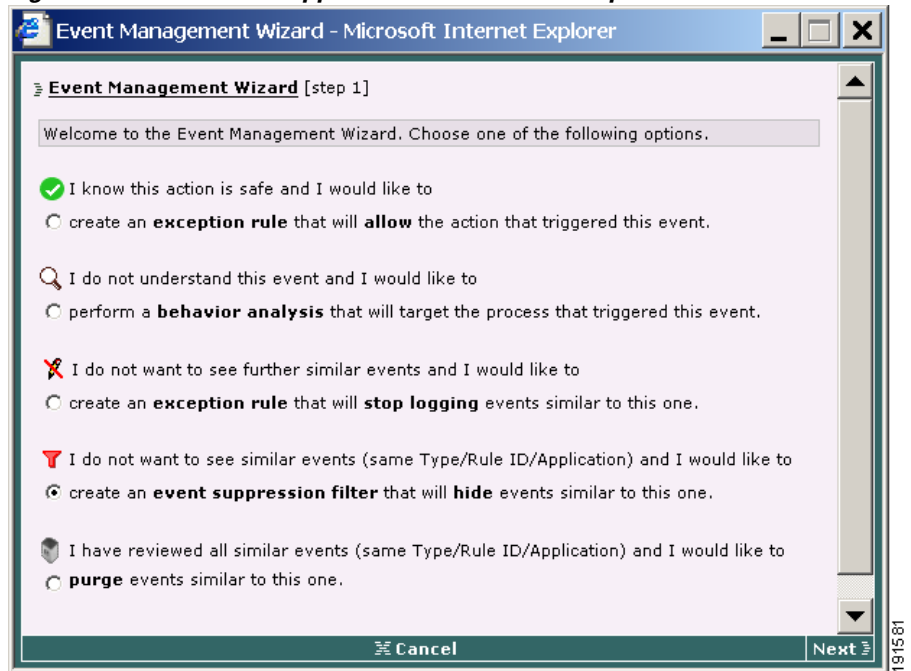 Event Management Wizard - Microsoft Internet Explorer
Event Management Wizard [step 1]
Welcome to the Event Management Wizard. Choose one of the following options.
I know this action is safe and I would like to
create an exception rule that will allow the action that triggered this event.
I do not understand this event and I would like to
perform a behavior analysis that will target the process that triggered this event.
I do not want to see further similar events and I would like to
create an exception rule that will stop logging events similar to this one.
I do not want to see similar events (same Type/Rule ID/Application) and I would like to
create an event suppression filter that will hide events similar to this one.
I have reviewed all similar events (same Type/Rule ID/Application) and I would like to
purge events similar to this one.
Cancel
Next
191581